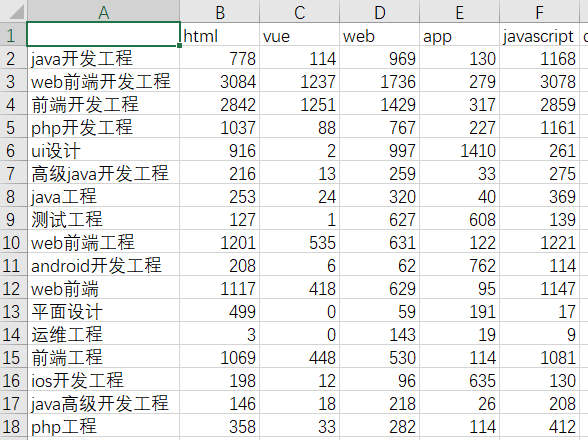 A B C D E F
1 html vue web app javascript
2 java开发工程 778 114 969 130 1168
3 web前端开发工程 3084 1237 1736 279 3078
4 前端开发工程 2842 1251 1429 317 2859
5 php开发工程 1037 88 767 227 1161
6 ui设计 916 2 997 1410 261
7 高级java开发工程 216 13 259 33 275
8 java工程 253 24 320 40 369
9 测试工程 127 1 627 608 139
10 web前端工程 1201 535 631 122 1221
11 android开发工程 208 6 62 762 114
12 web前端 1117 418 629 95 1147
13 平面设计 499 0 59 191 17
14 运维工程 3 0 143 19 9
15 前端工程 1069 448 530 114 1081
16 ios开发工程 198 12 96 635 130
17 java高级开发工程 146 18 218 26 208
18 php工程 358 33 282 114 412